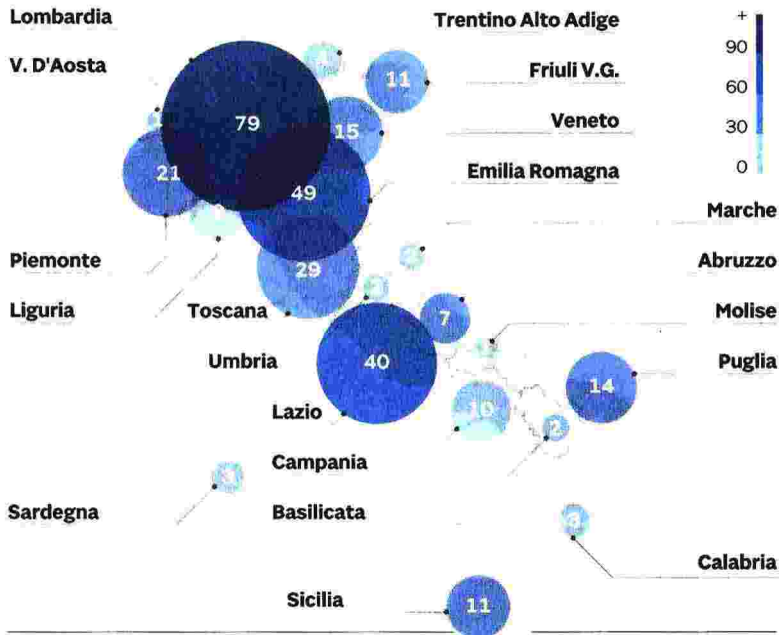 Lombardia
Trentino Alto Adige
+
V. D'Aosta
90
Friuli V.G.
60
11
Veneto
30
79
15
0
21
49
Emilia Romagna
Marche
Piemonte
29
Abruzzo
Liguria
Toscana
7
Molise
Umbria
40
Puglia
14
Lazio
10
2
Campania
3
Sardegna
Basilicata
Calabria
Sicilia
11